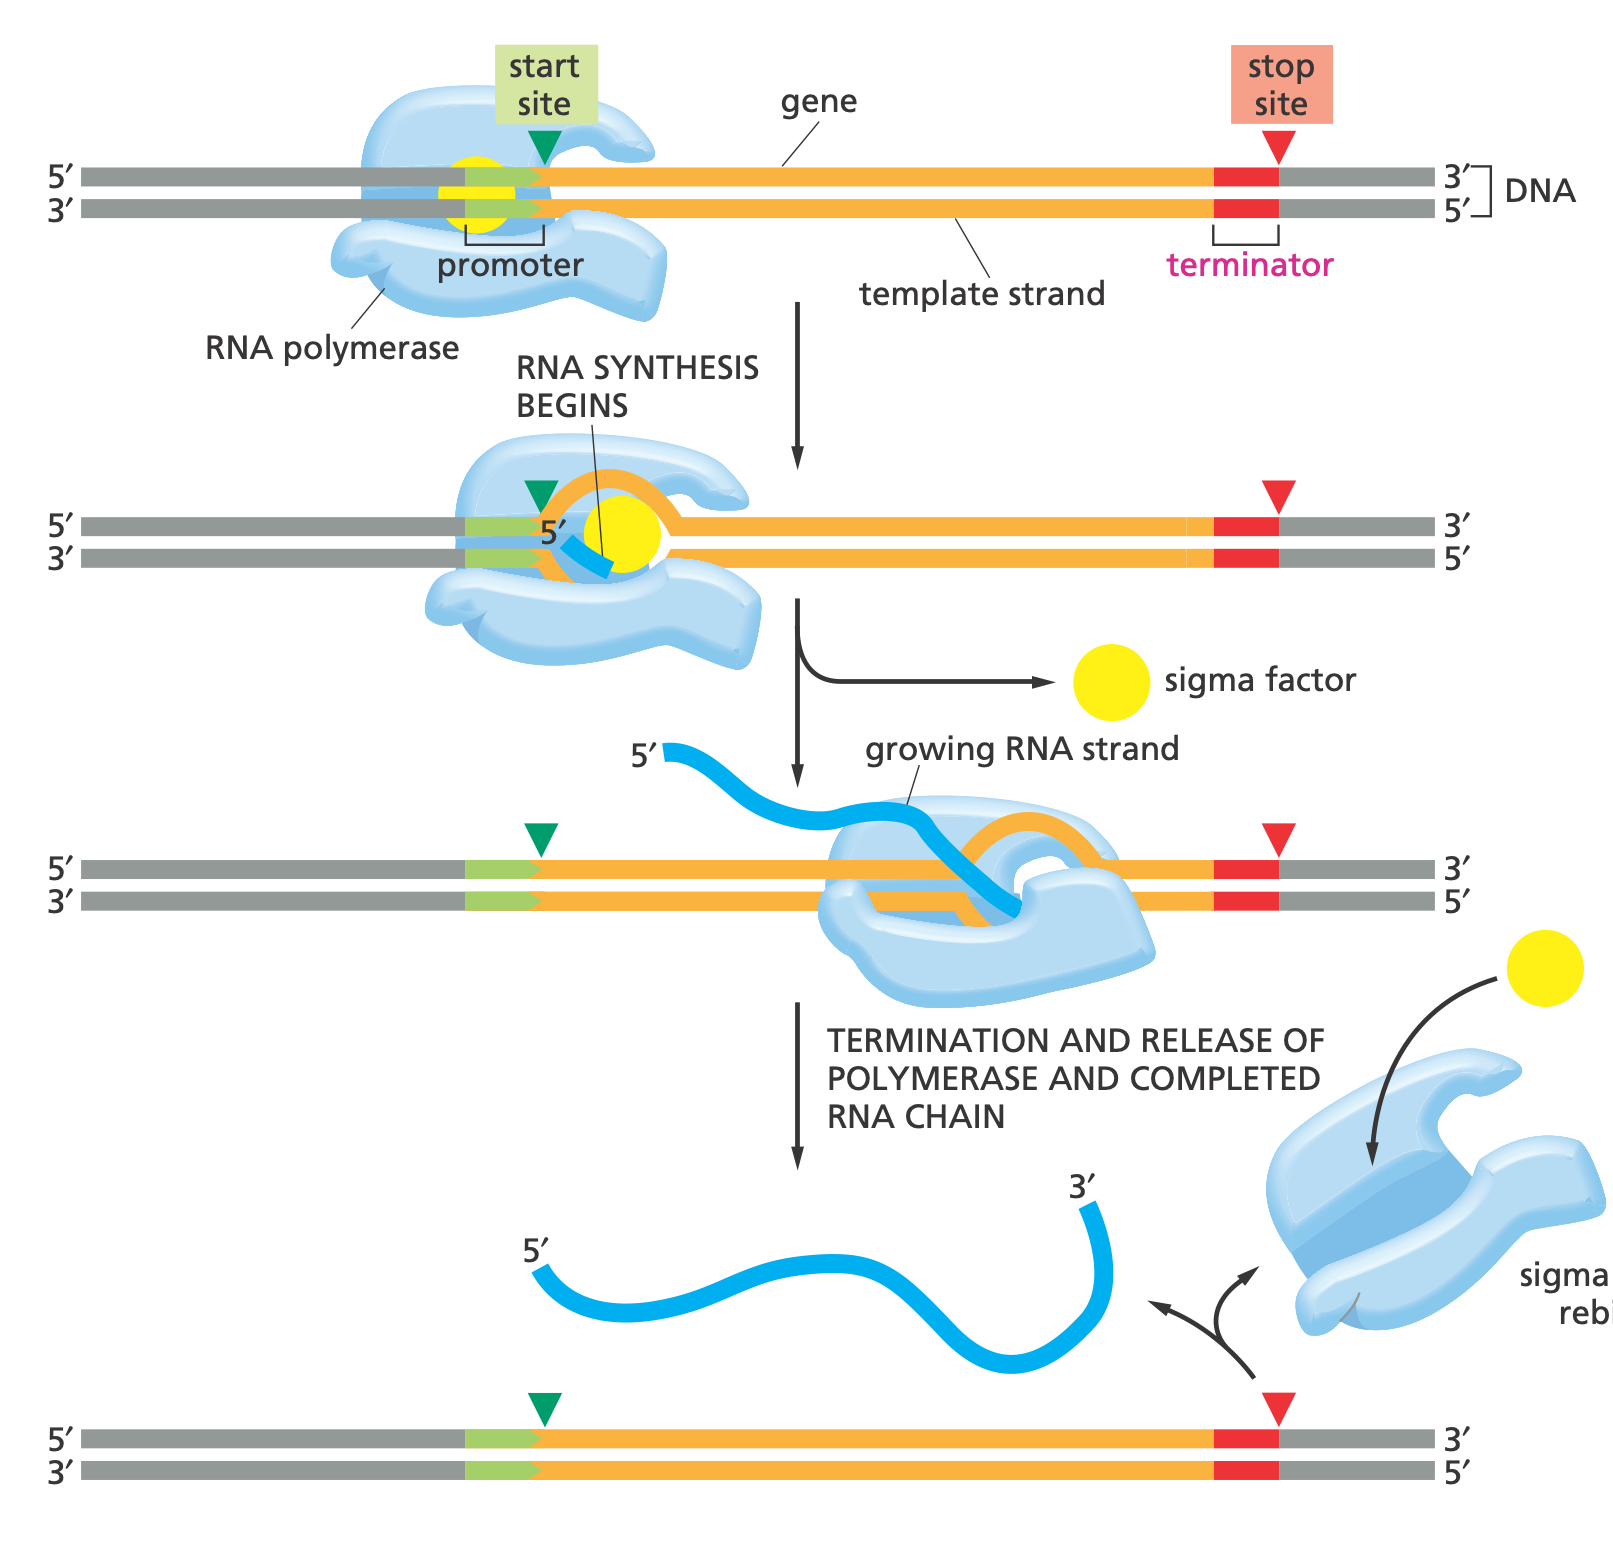 start
site
stop
site
gene
5′
3′
3′
5′
DNA
promoter
terminator
template strand
RNA polymerase
RNA SYNTHESIS
BEGINS
5′
5′
3′
3′
5′
sigma factor
5′
growing RNA strand
5′
3′
3′
5′
TERMINATION AND RELEASE OF
POLYMERASE AND COMPLETED
RNA CHAIN
3′
5′
sigma
5′
3′
3′
5′